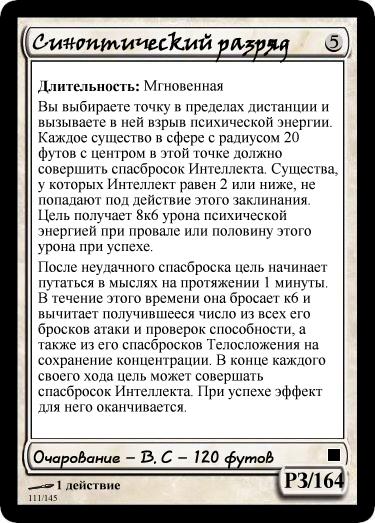 Синоптический разряд 5
Длительность: Мгновенная
Вы выбираете точку в пределах дистанции и
вызываете в ней взрыв психической энергии.
Каждое существо в сфере с радиусом 20
футов с центром в этой точке должно
совершить спасбросок Интеллекта. Существа,
у которых Интеллект равен 2 или ниже, не
попадают под действие этого заклинания.
Цель получает 8к6 урона психической
энергией при провале или половину этого
урона при успехе.
После неудачного спасброска цель начинает
путаться в мыслях на протяжении 1 минуты.
В течение этого времени она бросает к6 и
вычитает получившееся число из всех его
бросков атаки и проверок способности, а
также из его спасбросков Телосложения на
сохранение концентрации. В конце каждого
своего хода цель может совершать
спасбросок Интеллекта. При успехе эффект
для него оканчивается.
Очарование – В, С – 120 футов
1 действие
РЗ/164
111/145